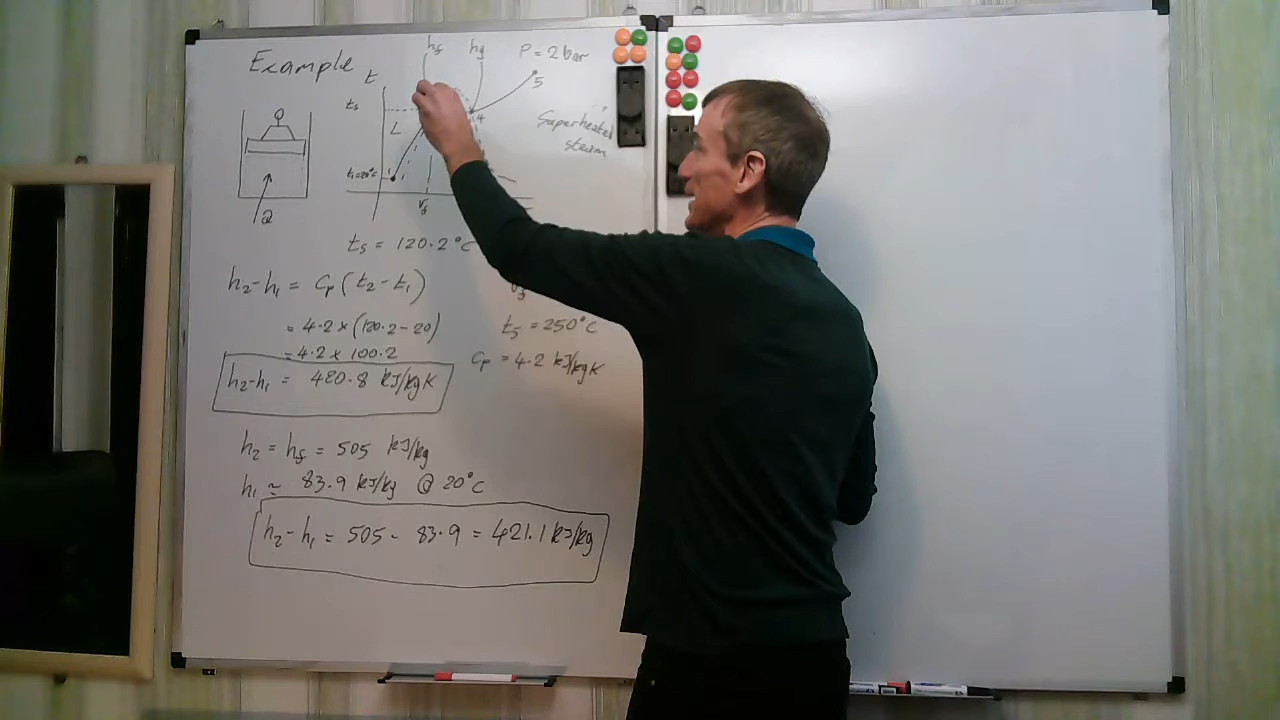 Example
t
hf
hg
P = 2 bar
5
ts
4
L
Superheated
steam
t1=20°C
1
vf
Q
ts = 120.2°C
h2-h1 = Cp(t2-t1)
= 4.2 x (120.2-20)
t5 = 250°C
= 4.2 x 100.2
Cp = 4.2 kJ/kgK
h2-h1 = 420.8 kJ/kgK
h2 = hf = 505 kJ/kg
h1 ≈ 83.9 kJ/kg @ 20°C
h2-h1 = 505 - 83.9 = 421.1 kJ/kg